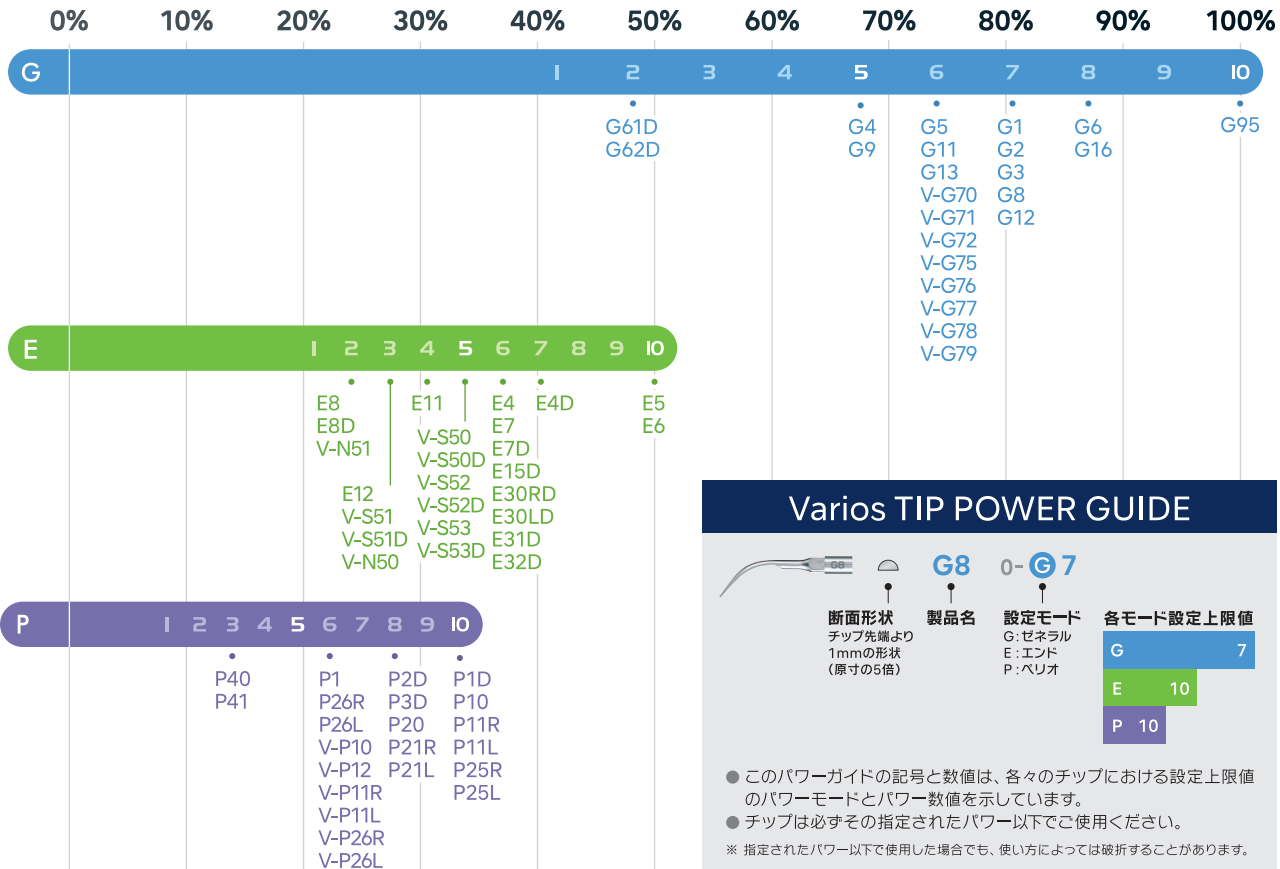 0% 10% 20% 30% 40% 50% 60% 70% 80% 90% 100%
G 1 2 3 4 5 6 7 8 9 10
G61D
G62D
G4
G9
G5
G11
G13
V-G70
V-G71
V-G72
V-G75
V-G76
V-G77
V-G78
V-G79
G1
G2
G3
G8
G12
G6
G16
G95
E 1 2 3 4 5 6 7 8 9 10
E8
E8D
V-N51
E12
V-S51
V-S51D
V-N50
E11
V-S50
V-S50D
V-S52
V-S52D
V-S53
V-S53D
E4
E7
E7D
E15D
E30RD
E30LD
E31D
E32D
E4D
E5
E6
P 1 2 3 4 5 6 7 8 9 10
P40
P41
P1
P26R
P26L
V-P10
V-P12
V-P11R
V-P11L
V-P26R
V-P26L
P2D
P3D
P20
P21R
P21L
P1D
P10
P11R
P11L
P25R
P25L
Varios TIP POWER GUIDE
G8
G8
0-G 7
断面形状
チップ先端より
1mmの形状
(原寸の5倍)
製品名
設定モード
G:ゼネラル
E:エンド
P:ペリオ
各モード設定上限値
G 7
E 10
P 10
● このパワーガイドの記号と数値は、各々のチップにおける設定上限値
のパワーモードとパワー数値を示しています。
● チップは必ずその指定されたパワー以下でご使用ください。
※ 指定されたパワー以下で使用した場合でも、使い方によっては破折することがあります。